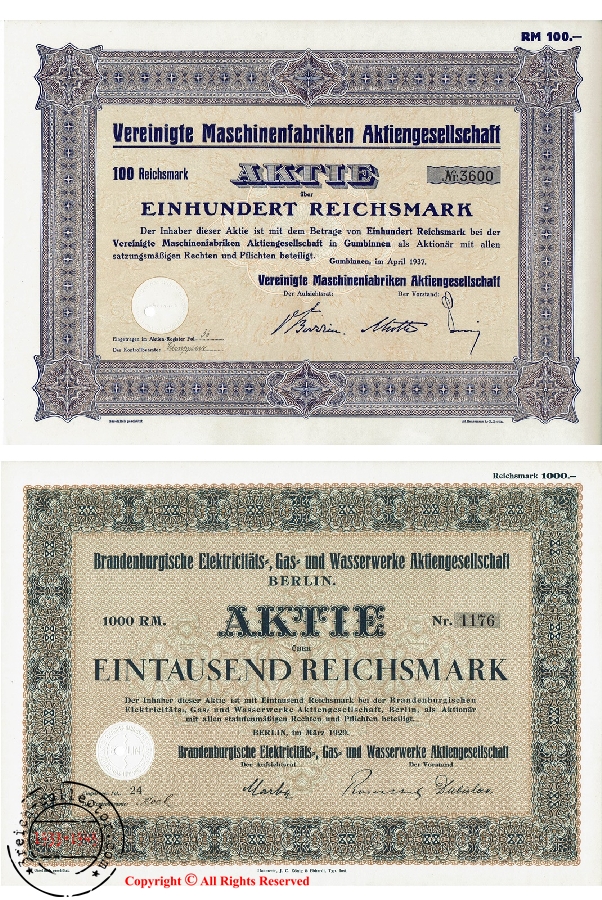 RM 100.—
Vereinigte Maschinenfabriken Aktiengesellschaft
100 Reichsmark AKTIE Nr. 3600
über
EINHUNDERT REICHSMARK
Der Inhaber dieser Aktie ist mit dem Betrage von Einhundert Reichsmark bei der
Vereinigte Maschinenfabriken Aktiengesellschaft in Gumbinnen als Aktionär mit allen
satzungsmäßigen Rechten und Pflichten beteiligt.
Gumbinnen, im April 1937.
Vereinigte Maschinenfabriken Aktiengesellschaft
Der Aufsichtsrat: Der Vorstand:
Eingetragen im Aktien-Register Fol.
Der Kontrollbeamte:
Reichsmark 1000.—
Brandenburgische Elektricitäts-, Gas- und Wasserwerke Aktiengesellschaft
BERLIN.
1000 RM. AKTIE Nr. 1176
ÜBER
EINTAUSEND REICHSMARK
Der Inhaber dieser Aktie ist mit Eintausend Reichsmark bei der Brandenburgischen
Elektricitäts, Gas- und Wasserwerke Aktiengesellschaft, Berlin, als Aktionär
mit allen statutenmäßigen Rechten und Pflichten beteiligt.
BERLIN, im März 1929.
Brandenburgische Elektricitäts-, Gas- und Wasserwerke Aktiengesellschaft
Der Aufsichtsrat Der Vorstand
24
Koch
Copyright © All Rights Reserved